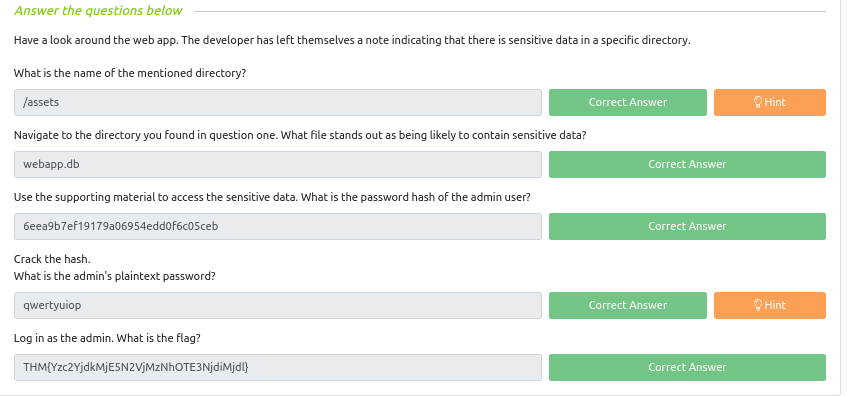 Answer the questions below
Have a look around the web app. The developer has left themselves a note indicating that there is sensitive data in a specific directory.
What is the name of the mentioned directory?
/assets
Correct Answer
Hint
Navigate to the directory you found in question one. What file stands out as being likely to contain sensitive data?
webapp.db
Correct Answer
Use the supporting material to access the sensitive data. What is the password hash of the admin user?
6eea9b7ef19179a06954edd0f6c05ceb
Correct Answer
Crack the hash.
What is the admin's plaintext password?
qwertyuiop
Correct Answer
Hint
Log in as the admin. What is the flag?
THM{Yzc2YjdkMjE5N2VjMzNhOTE3NjdiMjdl}
Correct Answer